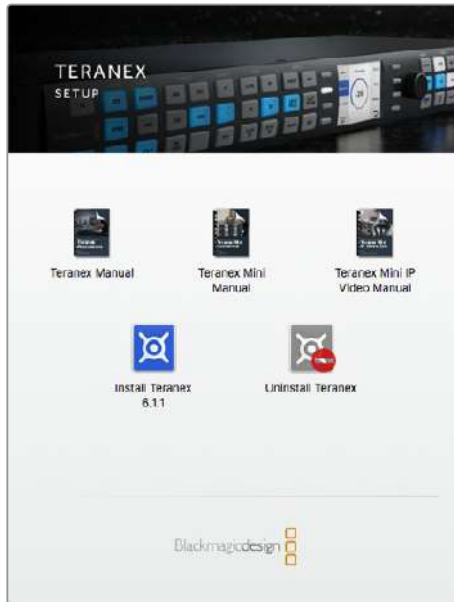 TERANEX
SETUP
Teranex Manual
Teranex Mini
Manual
Teranex Mini IP
Video Manual
Install Teranex
6.1.1
Uninstall Teranex
Blackmagicdesign